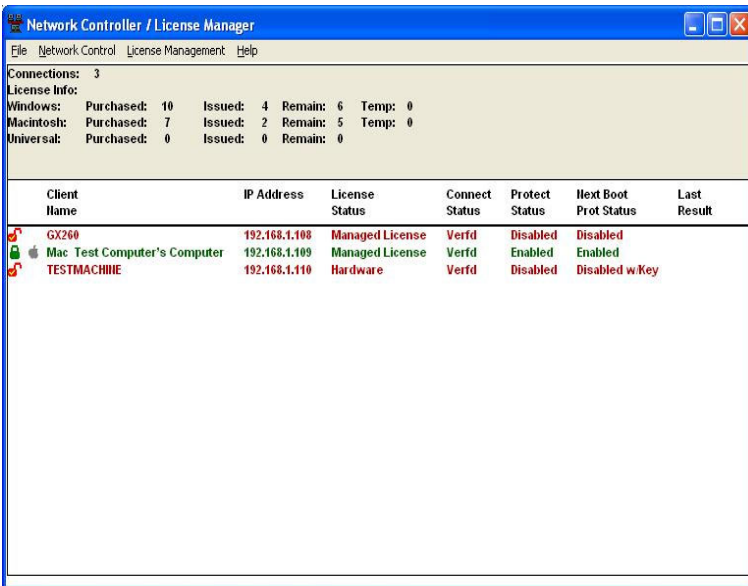 Network Controller / License Manager
File Network Control License Management Help
Connections: 3
License Info:
Windows: Purchased: 10 Issued: 4 Remain: 6 Temp: 0
Macintosh: Purchased: 7 Issued: 2 Remain: 5 Temp: 0
Universal: Purchased: 0 Issued: 0 Remain: 0
Client IP Address License Connect Protect Next Boot Last
Name Status Status Status Prot Status Result
GX260 192.168.1.108 Managed License Verfd Disabled Disabled
Mac Test Computer's Computer 192.168.1.109 Managed License Verfd Enabled Enabled
TESTMACHINE 192.168.1.110 Hardware Verfd Disabled Disabled w/Key